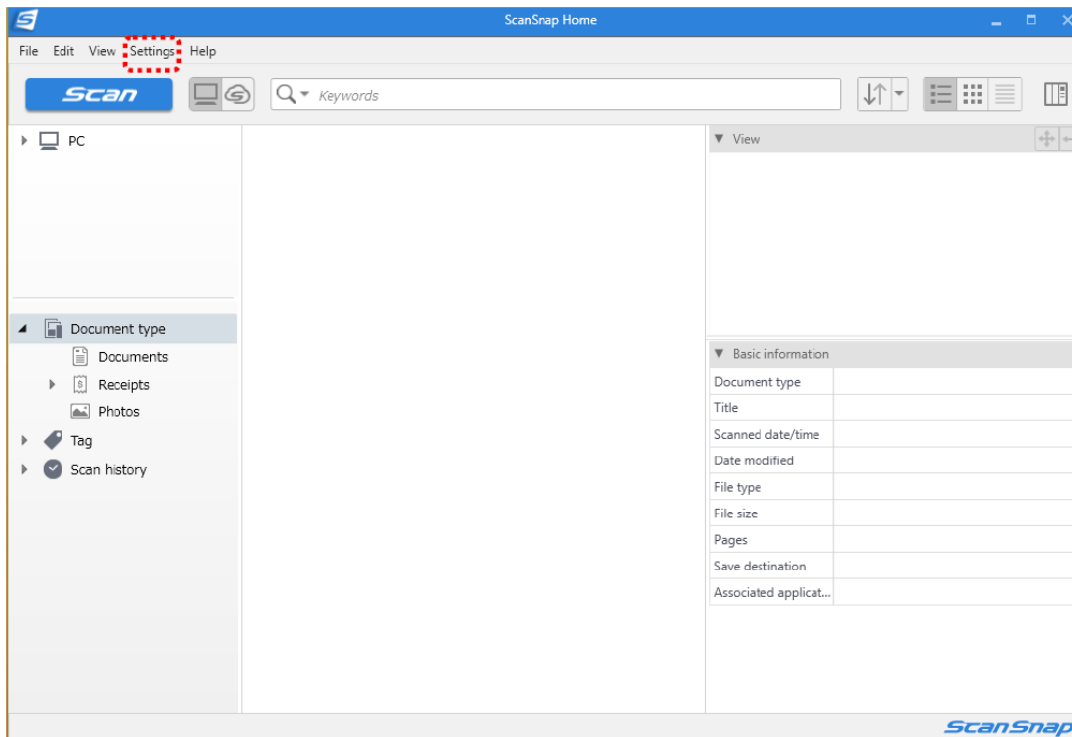 ScanSnap Home
File Edit View Settings Help
Scan
Keywords
PC
Document type
Documents
Receipts
Photos
Tag
Scan history
View
Basic information
Document type
Title
Scanned date/time
Date modified
File type
File size
Pages
Save destination
Associated applicat...
ScanSnap